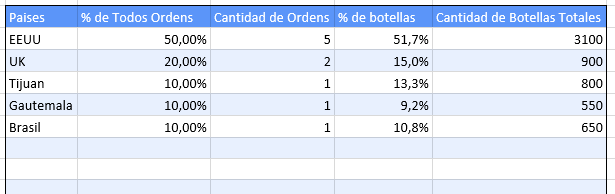 Paises % de Todos Ordens Cantidad de Ordens % de botellas Cantidad de Botellas Totales
EEUU 50,00% 5 51,7% 3100
UK 20,00% 2 15,0% 900
Tijuan 10,00% 1 13,3% 800
Gautemala 10,00% 1 9,2% 550
Brasil 10,00% 1 10,8% 650